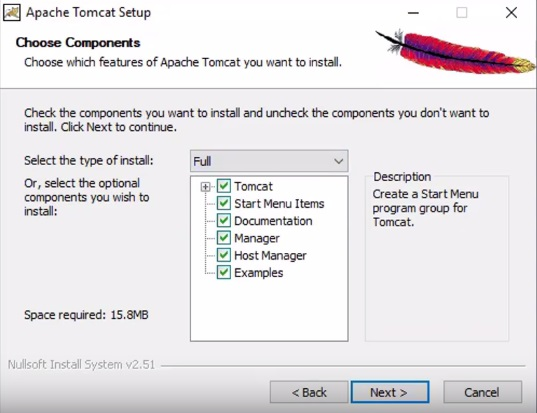 Apache Tomcat Setup
Choose Components
Choose which features of Apache Tomcat you want to install.
Check the components you want to install and uncheck the components you don't want to
install. Click Next to continue.
Select the type of install:
Full
Or, select the optional
components you wish to
install:
Tomcat
Start Menu Items
Documentation
Manager
Host Manager
Examples
Description
Create a Start Menu
program group for
Tomcat.
Space required: 15.8MB
Nullsoft Install System v2.51
< Back
Next >
Cancel